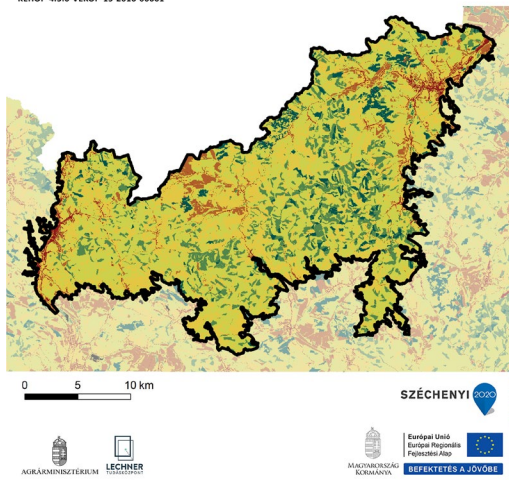 0 5 10 km
SZÉCHENYI 2020
AGRÁRMINISZTÉRIUM
LECHNER
TUDÁSKÖZPONT
MAGYARORSZÁG
KORMÁNYA
Európai Unió
Európai Regionális
Fejlesztési Alap
BEFEKTETÉS A JÖVŐBE